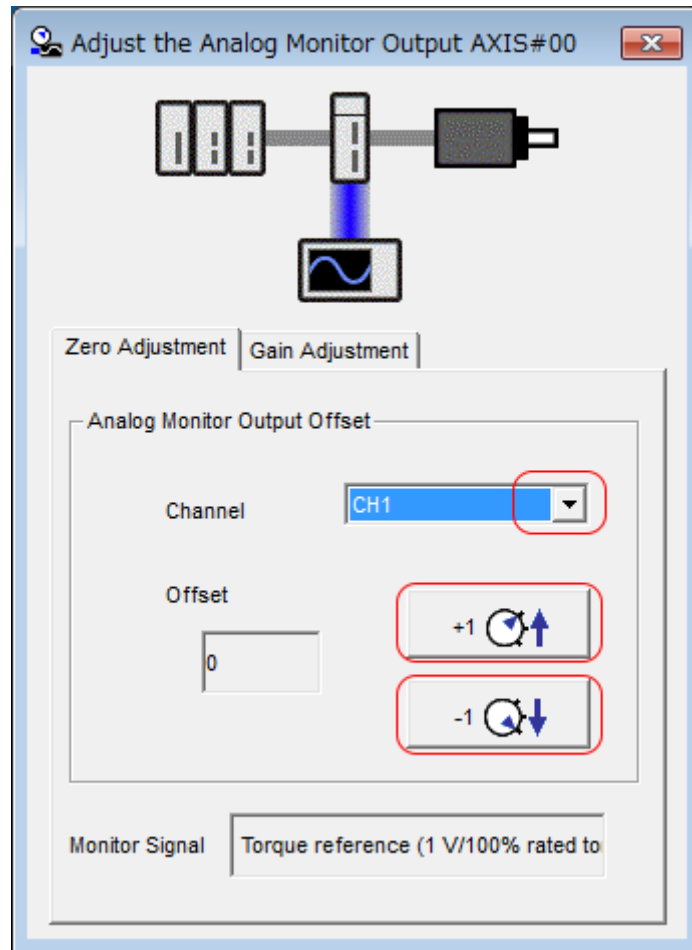 Adjust the Analog Monitor Output AXIS#00
Zero Adjustment Gain Adjustment
Analog Monitor Output Offset
Channel CH1
Offset
+1
0
-1
Monitor Signal Torque reference (1 V/100% rated to